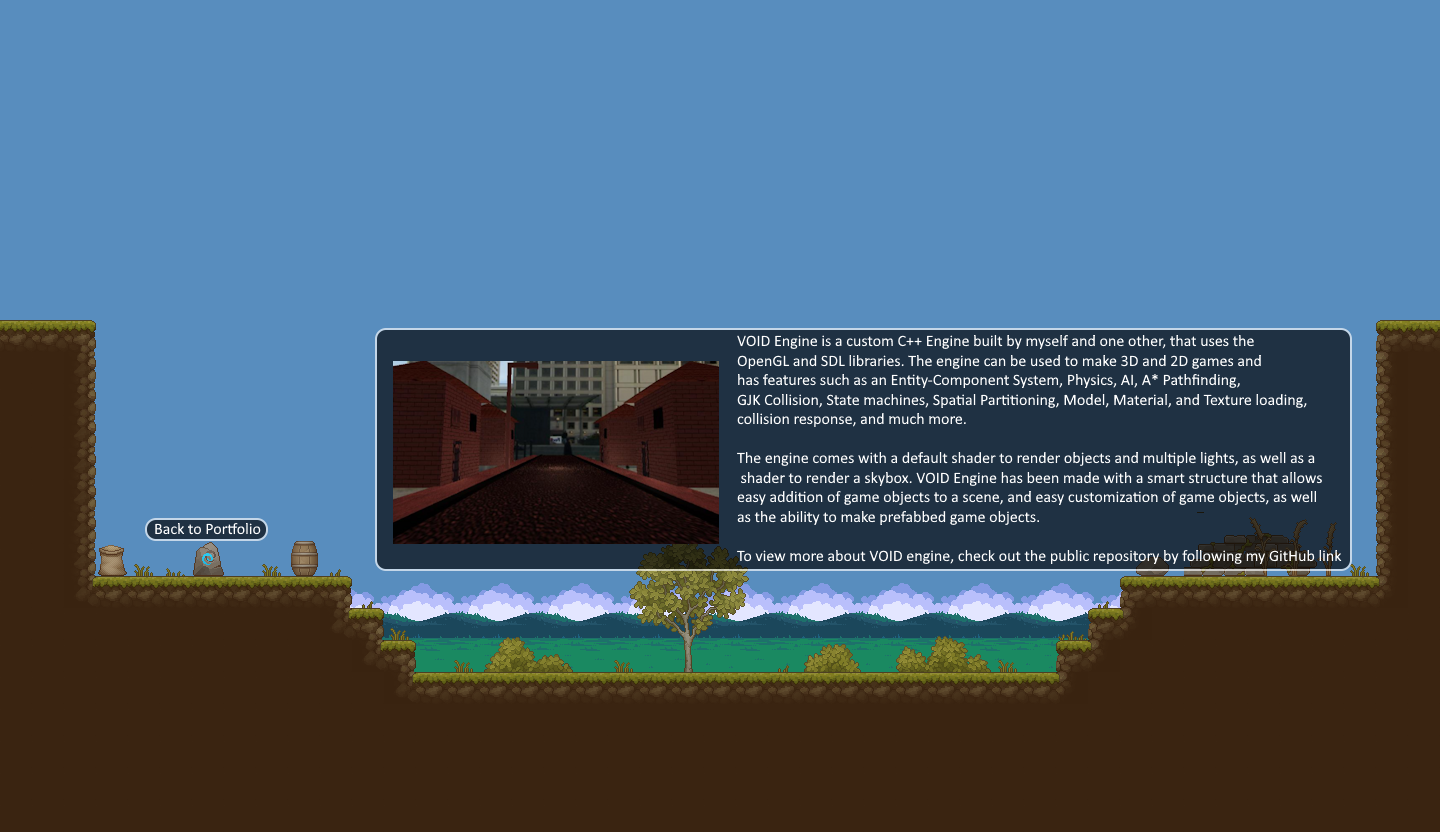 VOID Engine is a custom C++ Engine built by myself and one other, that uses the
OpenGL and SDL libraries. The engine can be used to make 3D and 2D games and
has features such as an Entity-Component System, Physics, AI, A* Pathfinding,
GJK Collision, State machines, Spatial Partitioning, Model, Material, and Texture loading,
collision response, and much more.
The engine comes with a default shader to render objects and multiple lights, as well as a
shader to render a skybox. VOID Engine has been made with a smart structure that allows
easy addition of game objects to a scene, and easy customization of game objects, as well
as the ability to make prefabbed game objects.
To view more about VOID engine, check out the public repository by following my GitHub link
Back to Portfolio